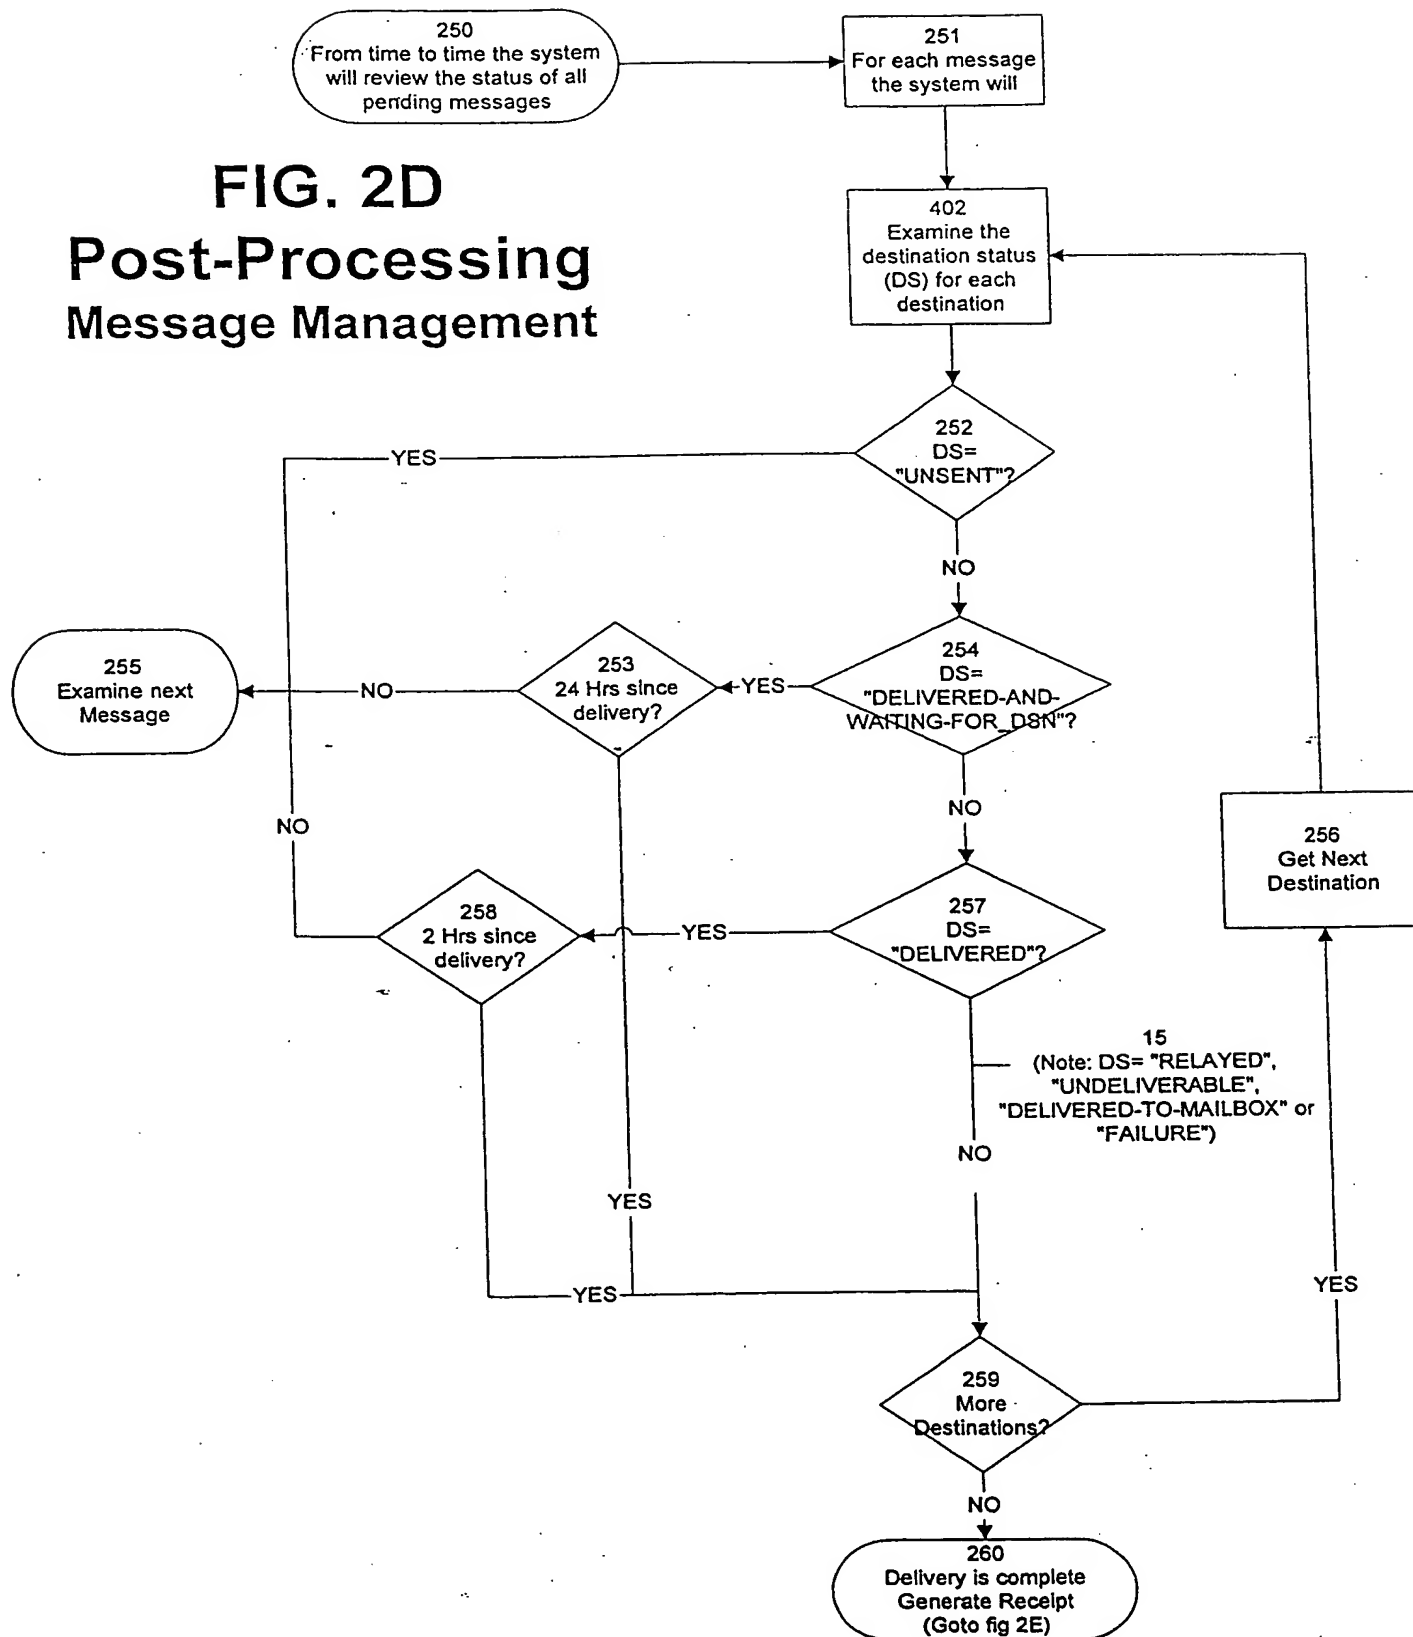 250
From time to time the system
will review the status of all
pending messages
251
For each message
the system will
FIG. 2D
Post-Processing
Message Management
402
Examine the
destination status
(DS) for each
destination
252
DS=
"UNSENT"?
YES
NO
255
Examine next
Message
NO
253
24 Hrs since
delivery?
YES
254
DS=
"DELIVERED-AND-
WAITING-FOR_DSN"?
NO
NO
256
Get Next
Destination
258
2 Hrs since
delivery?
YES
257
DS=
"DELIVERED"?
15
(Note: DS= "RELAYED",
"UNDELIVERABLE",
"DELIVERED-TO-MAILBOX" or
"FAILURE")
NO
YES
YES
YES
259
More
Destinations?
NO
260
Delivery is complete
Generate Receipt
(Goto fig 2E)